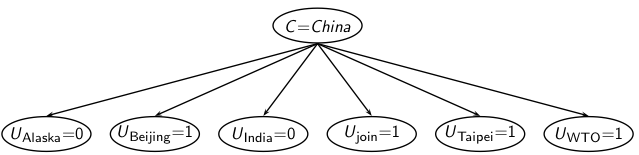 C=China
U_Alaska=0 U_Beijing=1 U_India=0 U_join=1 U_Taipei=1 U_WTO=1